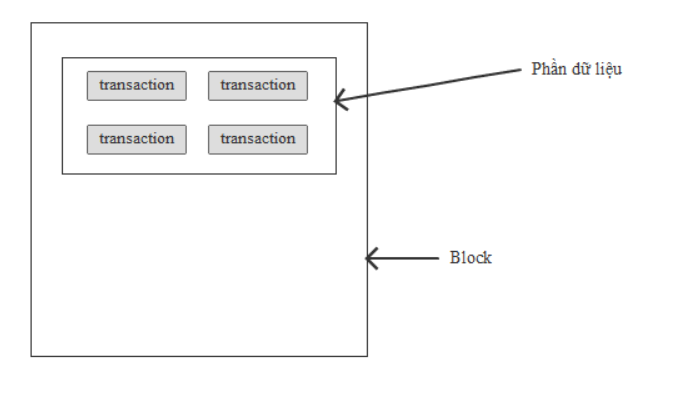 transaction transaction
Phần dữ liệu
transaction transaction
Block